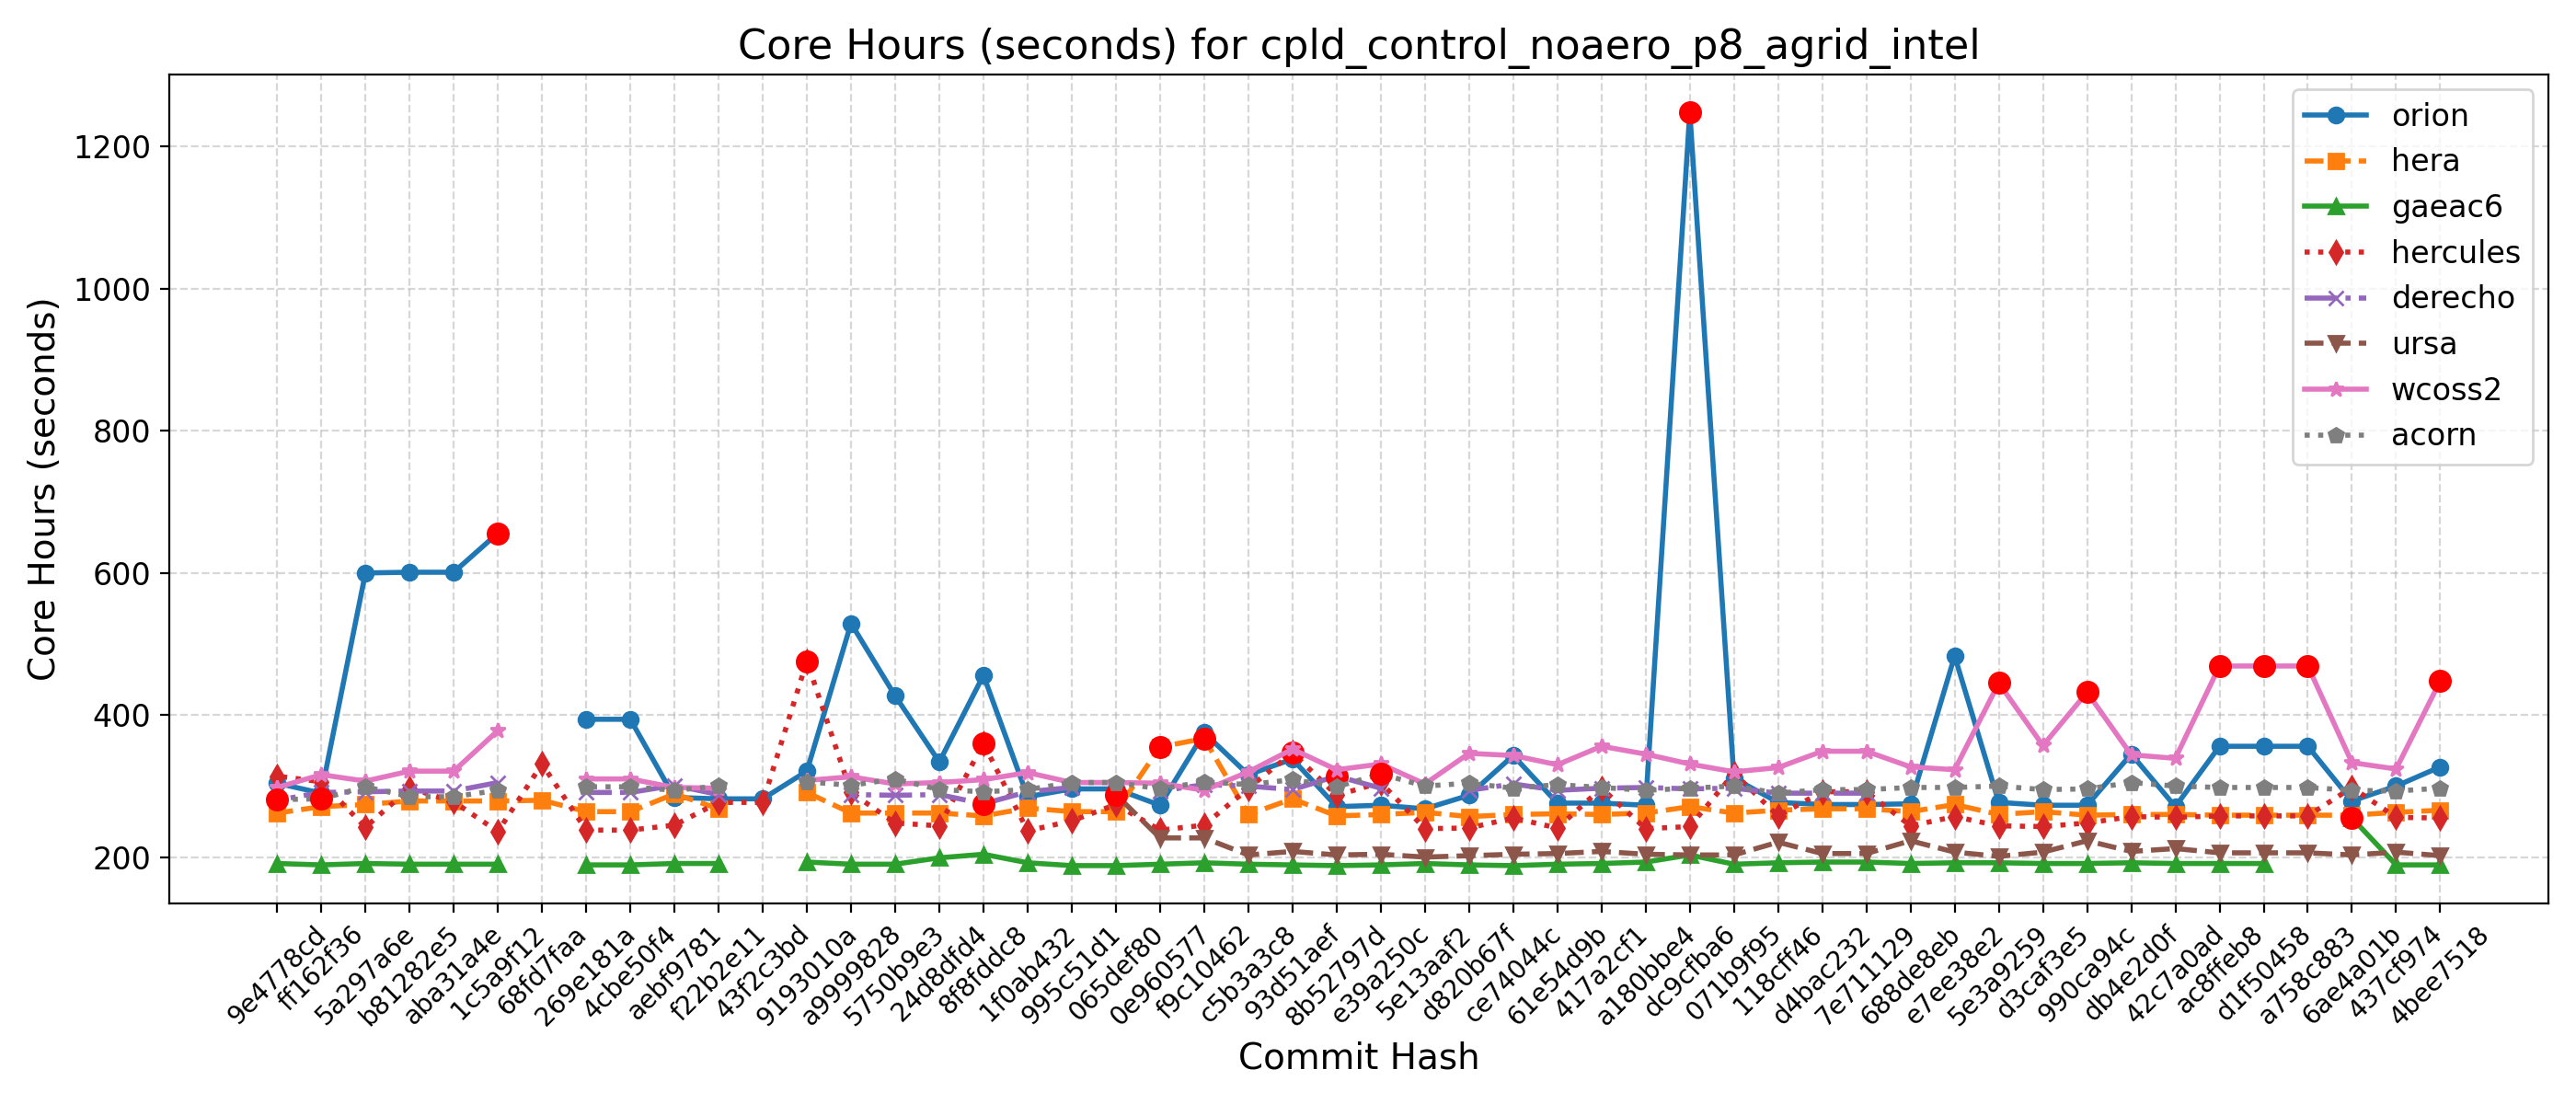 Core Hours (seconds) for cpld_control_noaero_p8_agrid_intel
Core Hours (seconds)
1200
1000
800
600
400
200
orion
hera
gaeac6
hercules
derecho
ursa
wcoss2
acorn
9e4778cd
ff162f36
5a297a6e
b81282e5
aba31a4e
1c5a9f12
68fd7faa
269e181a
4cbe50f4
aebf9781
f22b2e11
43f2c3bd
9193010a
a9999828
5750b9e3
24d8dfd4
8f8fddc8
1f0ab432
995c51d1
065def80
0e960577
f9c10462
c5b3a3c8
93d51aef
8b52797d
e39a250c
5e13aaf2
d820b67f
ce74044c
61e54d9b
417a2cf1
a180bbe4
dc9cfba6
071b9f95
118cff46
d4bac232
7e711129
688de8eb
e7ee38e2
5e3a9259
d3caf3e5
990ca94c
db4e2d0f
42c7a0ad
ac8ffeb8
d1f50458
a758c883
6ae4a01b
437cf974
4bee7518
Commit Hash